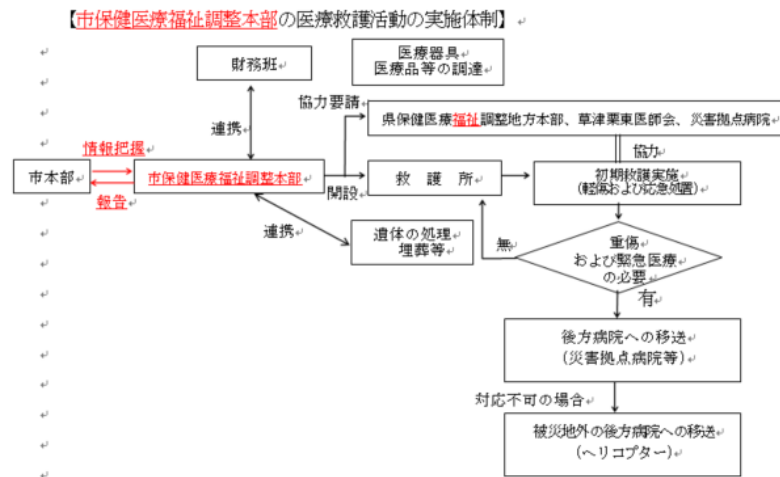 【市保健医療福祉調整本部の医療救護活動の実施体制】
財務班
医療器具
医療品等の調達
協力要請
連携
県保健医療福祉調整地方本部、草津栗東医師会、災害拠点病院
情報把握
協力
市本部
市保健医療福祉調整本部
救護所
初期救護実施
(軽傷および応急処置)
開設
報告
連携
遺体の処理
埋葬等
無
重傷
および緊急医療
の必要
有
後方病院への移送
(災害拠点病院等)
対応不可の場合
被災地外の後方病院への移送
(ヘリコプター)